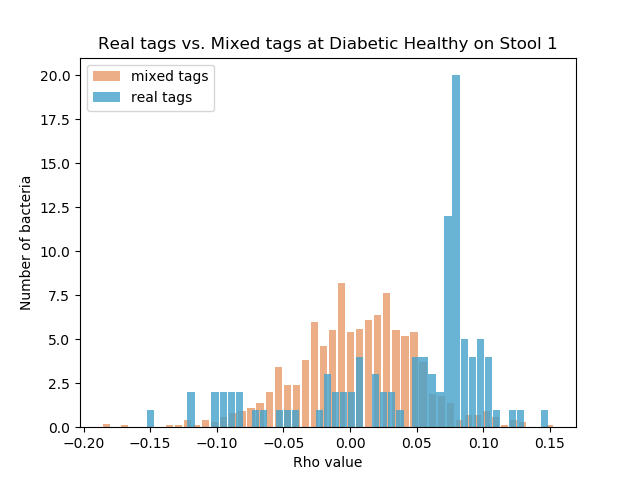 Real tags vs. Mixed tags at Diabetic Healthy on Stool 1
mixed tags
real tags
Number of bacteria
20.0
17.5
15.0
12.5
10.0
7.5
5.0
2.5
0.0
−0.20 −0.15 −0.10 −0.05 0.00 0.05 0.10 0.15
Rho value